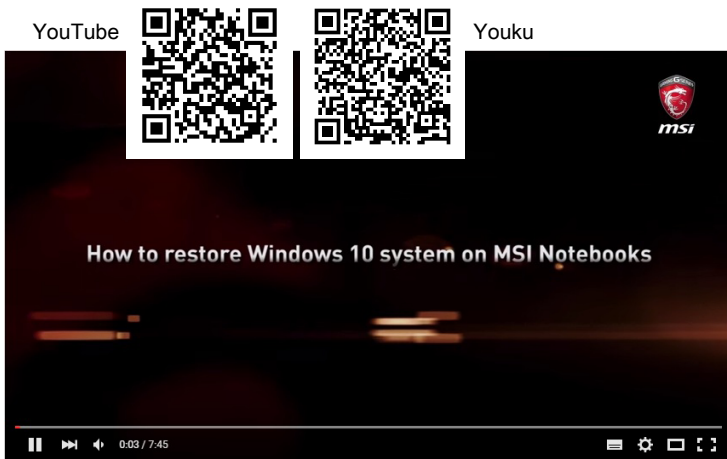 YouTube
Youku
msi
How to restore Windows 10 system on MSI Notebooks
0:03 / 7:45